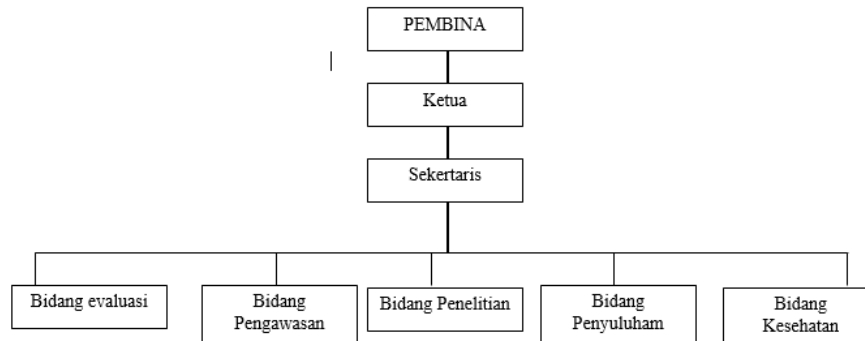 PEMBINA
Ketua
Sekertaris
Bidang evaluasi
Bidang
Pengawasan
Bidang Penelitian
Bidang
Penyuluham
Bidang
Kesehatan